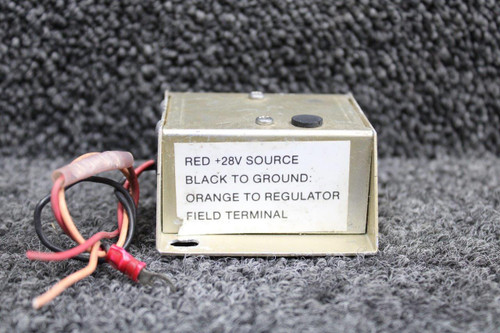 RED +28V SOURCE
BLACK TO GROUND:
ORANGE TO REGULATOR
FIELD TERMINAL